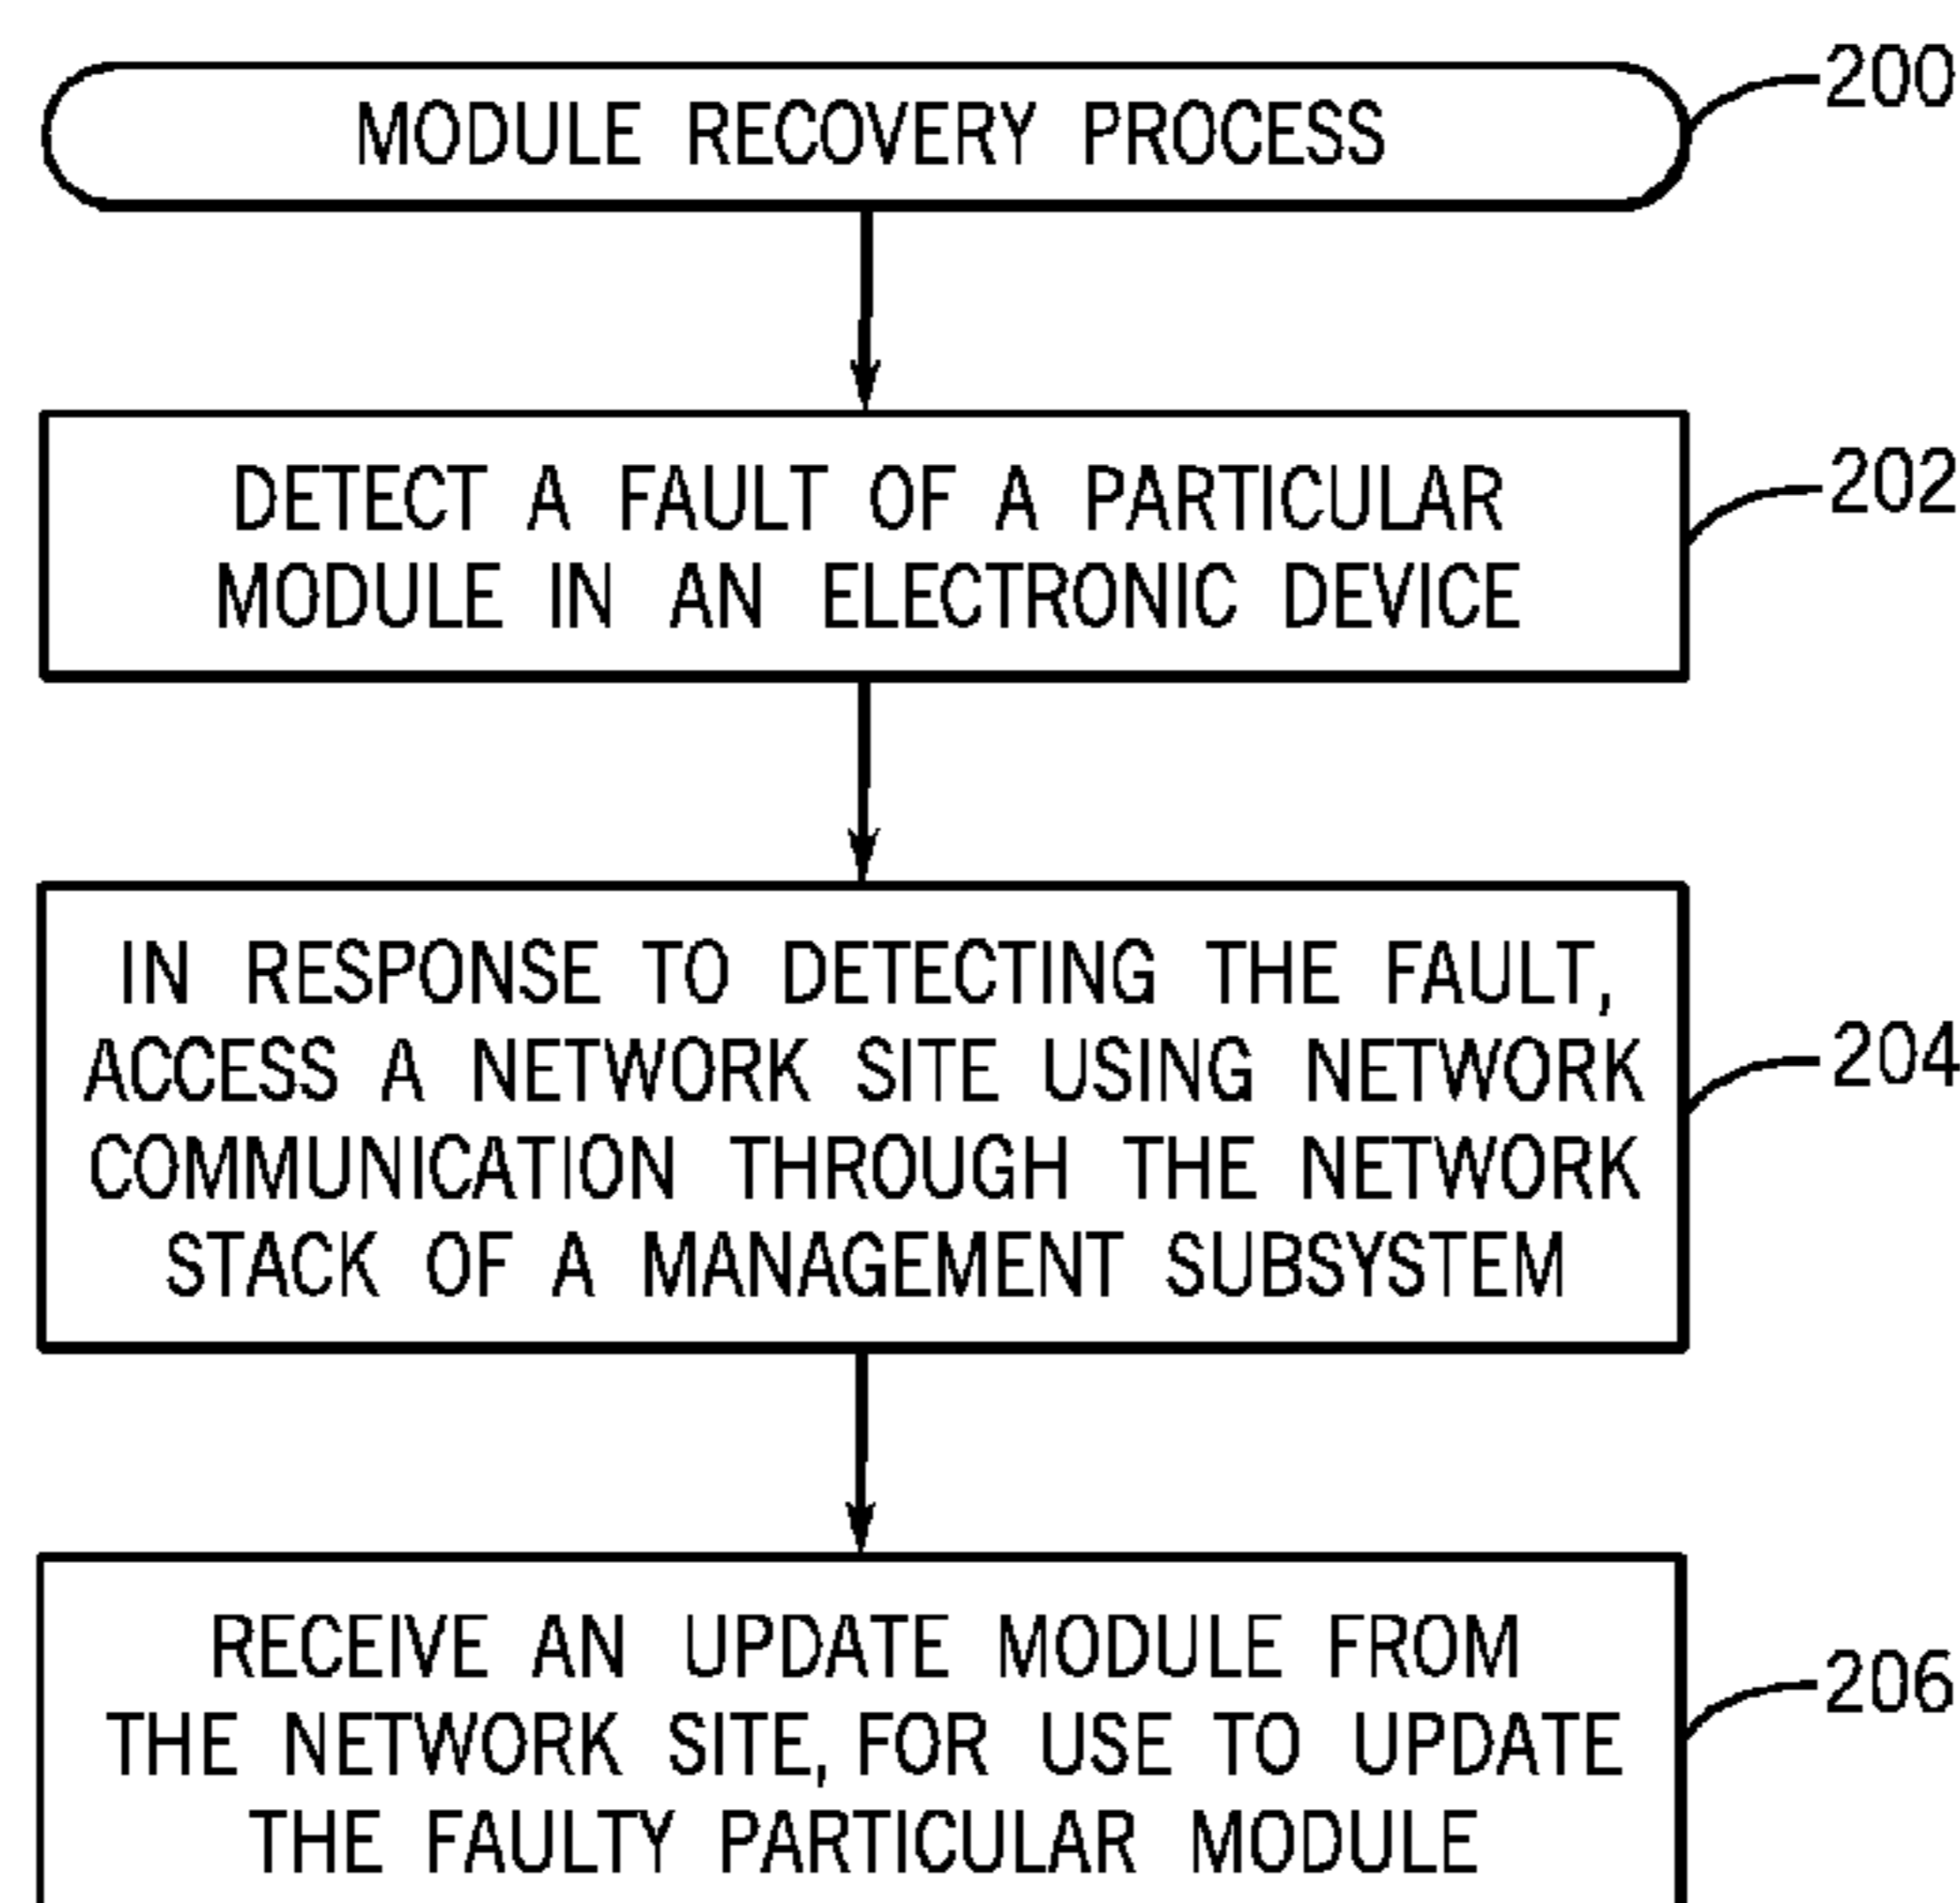 MODULE RECOVERY PROCESS
200
DETECT A FAULT OF A PARTICULAR
MODULE IN AN ELECTRONIC DEVICE
202
IN RESPONSE TO DETECTING THE FAULT,
ACCESS A NETWORK SITE USING NETWORK
COMMUNICATION THROUGH THE NETWORK
STACK OF A MANAGEMENT SUBSYSTEM
204
RECEIVE AN UPDATE MODULE FROM
THE NETWORK SITE, FOR USE TO UPDATE
THE FAULTY PARTICULAR MODULE
206